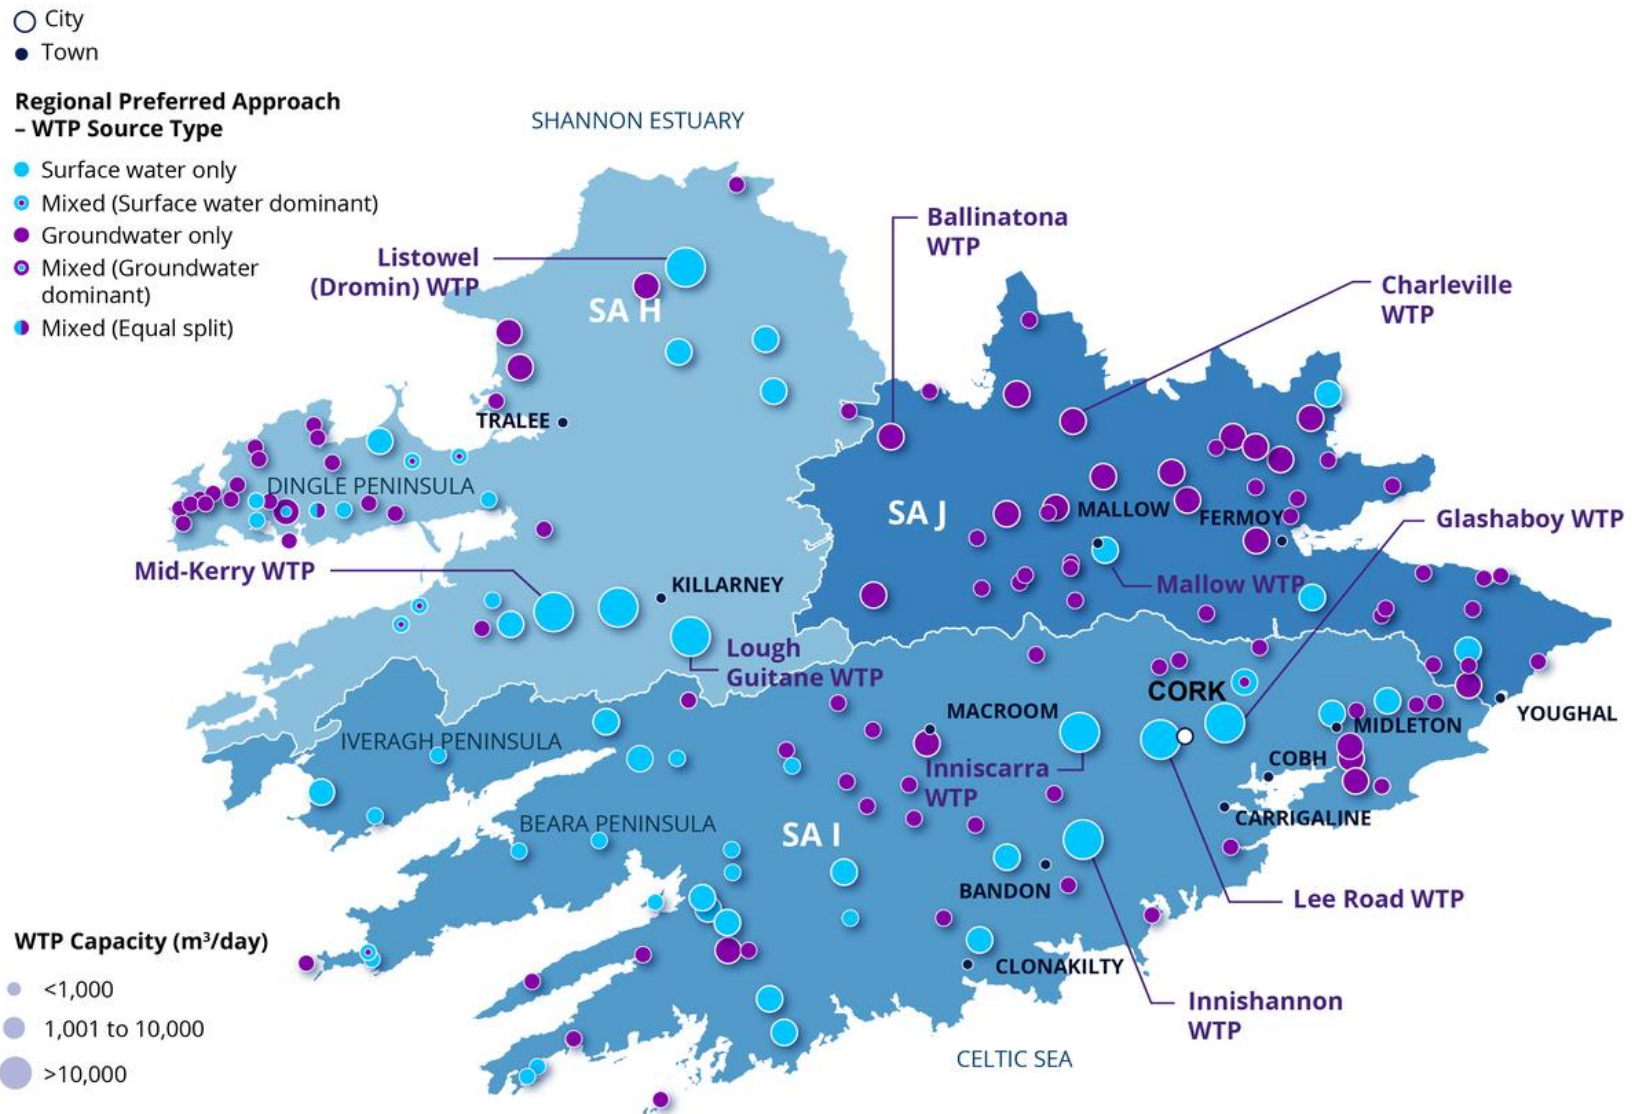 City
Town
Regional Preferred Approach
– WTP Source Type
Surface water only
Mixed (Surface water dominant)
Groundwater only
Mixed (Groundwater
dominant)
Mixed (Equal split)
SHANNON ESTUARY
Listowel
(Dromin) WTP
SA H
Ballinatona
WTP
Charleville
WTP
TRALEE
DINGLE PENINSULA
SA J
MALLOW
FERMOY
Glashaboy WTP
Mid-Kerry WTP
KILLARNEY
Mallow WTP
Lough
Guitane WTP
CORK
MACROOM
YOUGHAL
MIDLETON
IVERAGH PENINSULA
COBH
Inniscarra
WTP
CARRIGALINE
BEARA PENINSULA
SA I
BANDON
Lee Road WTP
CLONAKILTY
Innishannon
WTP
CELTIC SEA
WTP Capacity (m³/day)
<1,000
1,001 to 10,000
>10,000